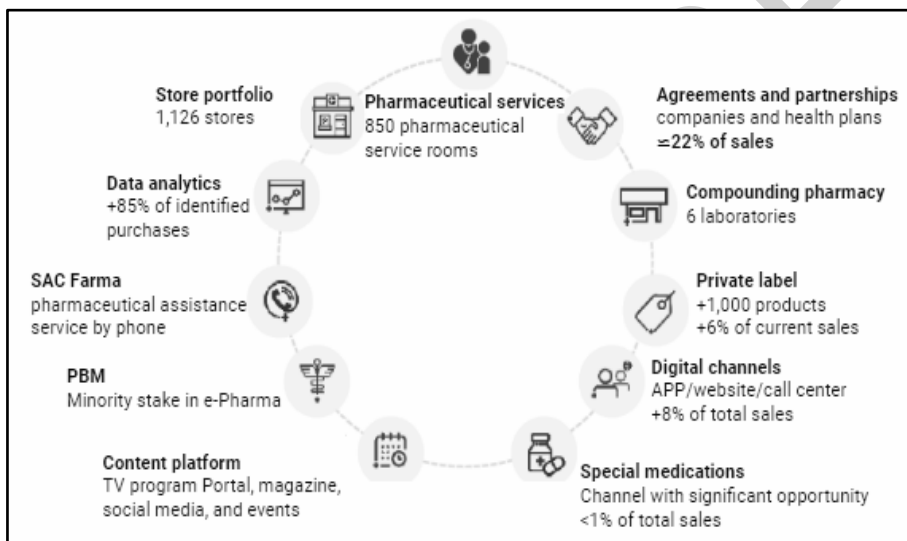 Pharmaceutical services
850 pharmaceutical
service rooms
Agreements and partnerships
companies and health plans
≃22% of sales
Compounding pharmacy
6 laboratories
Private label
+1,000 products
+6% of current sales
Digital channels
APP/website/call center
+8% of total sales
Special medications
Channel with significant opportunity
<1% of total sales
Content platform
TV program Portal, magazine,
social media, and events
PBM
Minority stake in e-Pharma
SAC Farma
pharmaceutical assistance
service by phone
Data analytics
+85% of identified
purchases
Store portfolio
1,126 stores